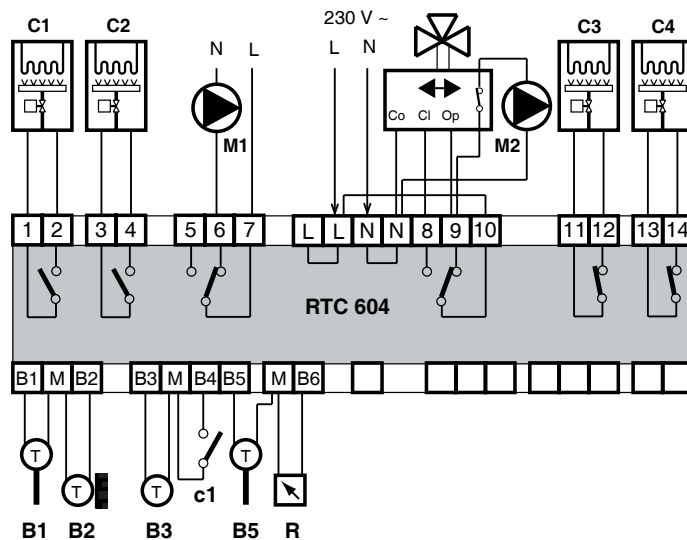 230 V ~
C1 C2 C3 C4
N L L N
Co Cl Op
M1 M2
1 2 3 4 5 6 7 L L N N 8 9 10 11 12 13 14
RTC 604
B1 M B2 B3 M B4 B5 M B6
T T T T
c1
B1 B2 B3 B5 R